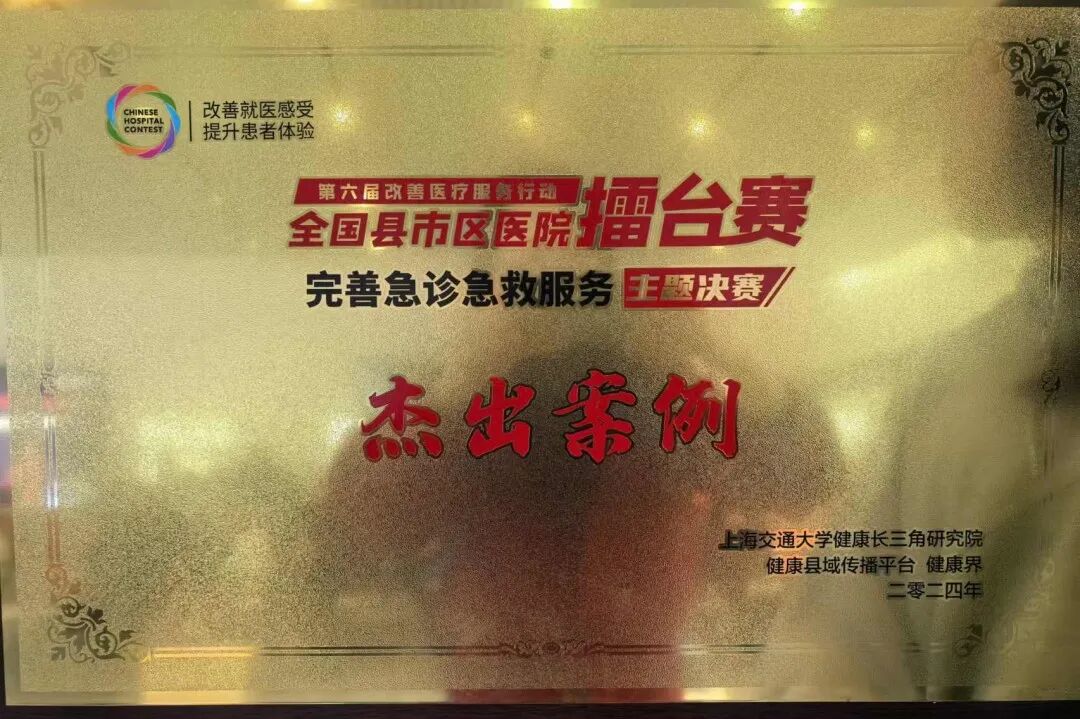 CHINESE
HOSPITAL
CONTEST
改善就医感受
提升患者体验
第六届改善医疗服务行动
全国县市区医院擂台赛
完善急诊急救服务 主题决赛
杰出案例
上海交通大学健康长三角研究院
健康县域传播平台 健康界
二零二四年